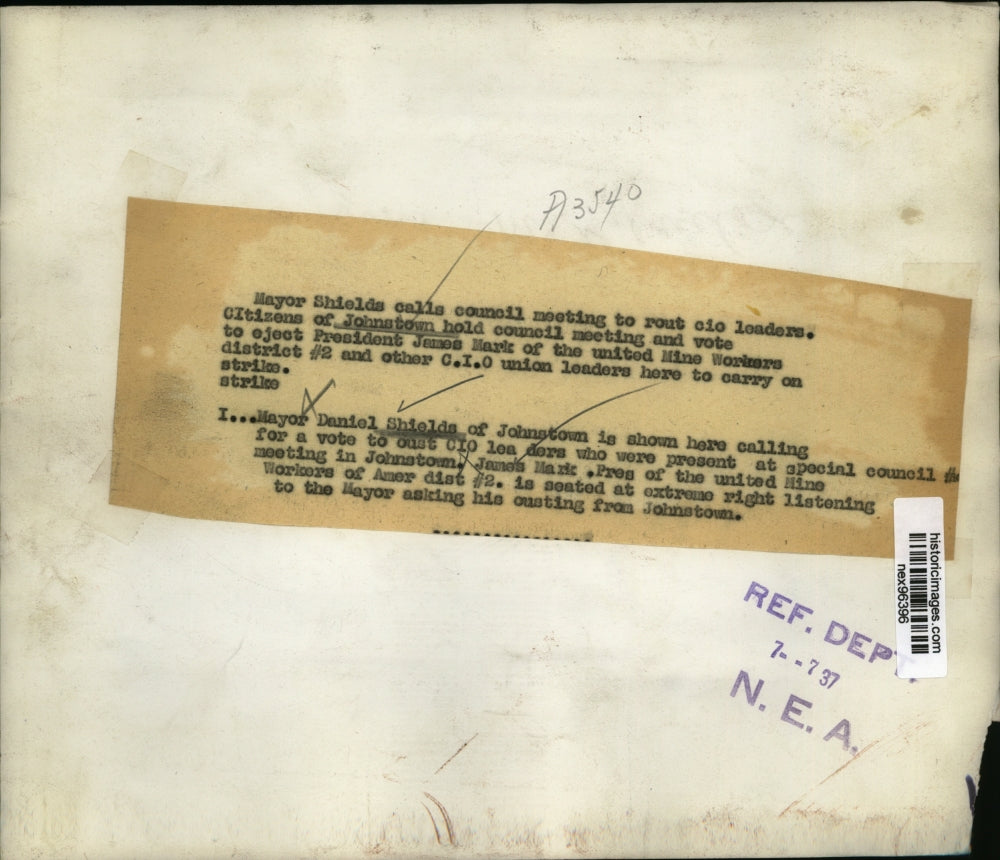 A3540
Mayor Shields calls council meeting to rout cio leaders.
CItizens of Johnstown hold council meeting and vote
to eject President James Mark of the united Mine Workers
district #2 and other C.I.O union leaders here to carry on
strike.
strike
I...Mayor Daniel Shields of Johnstown is shown here calling
for a vote to oust CIO lea ders who were present at special council
meeting in Johnstown. James Mark .Pres of the united Mine
Workers of Amer dist #2. is seated at extreme right listening
to the Mayor asking his ousting from Johnstown.
historicimages.com
nex96396
REF. DEPT.
7--7 37
N. E. A.